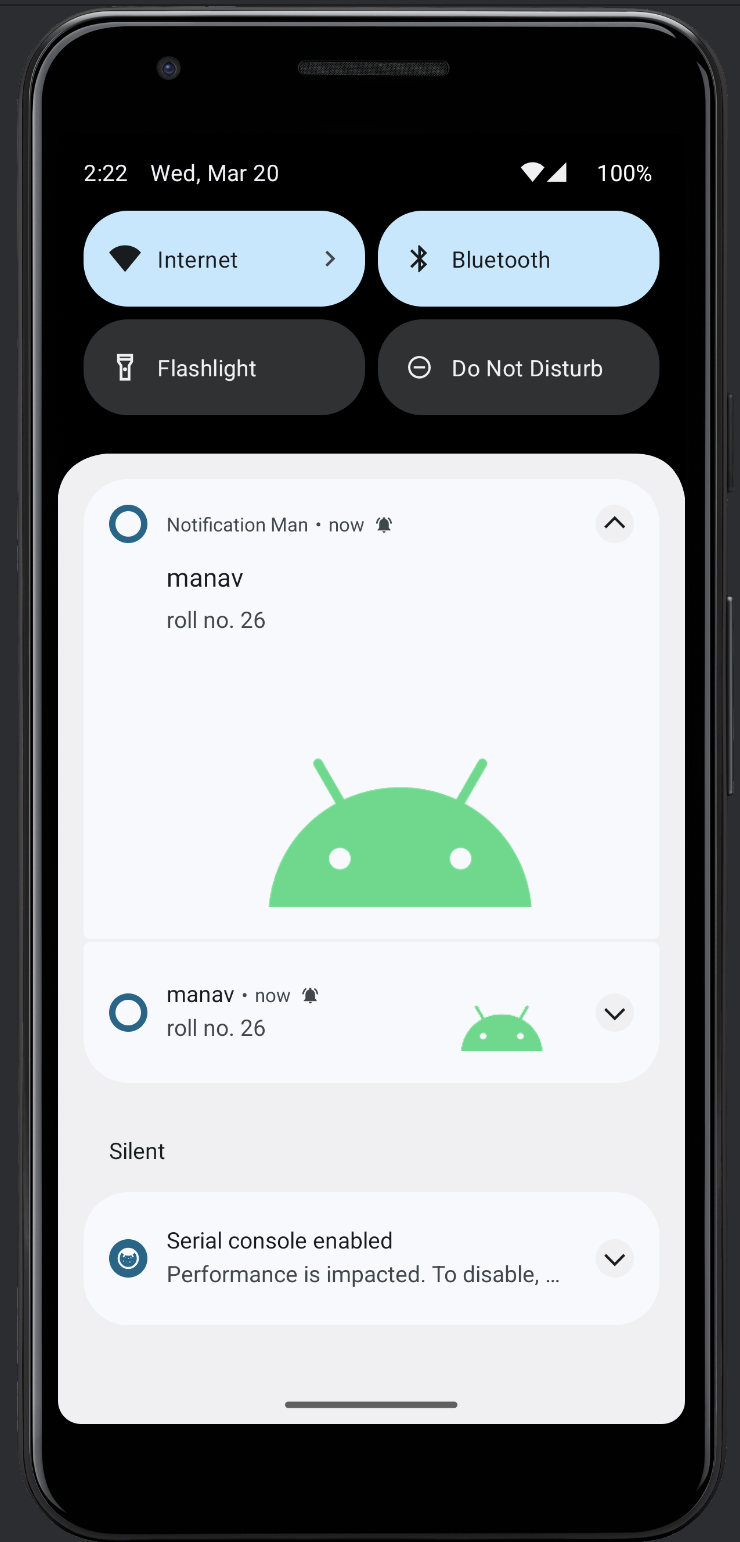 2:22 Wed, Mar 20 100%
Internet Bluetooth
Flashlight Do Not Disturb
Notification Man • now
manav
roll no. 26
manav • now
roll no. 26
Silent
Serial console enabled
Performance is impacted. To disable, …